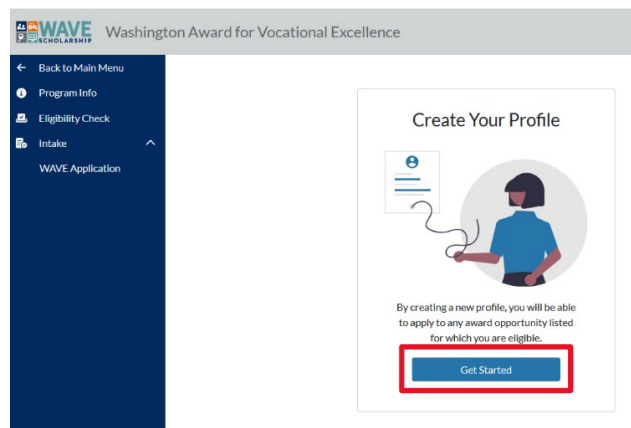 WAVE
SCHOLARSHIP
Washington Award for Vocational Excellence
Back to Main Menu
Program Info
Eligibility Check
Intake
WAVE Application
Create Your Profile
By creating a new profile, you will be able
to apply to any award opportunity listed
for which you are eligible.
Get Started